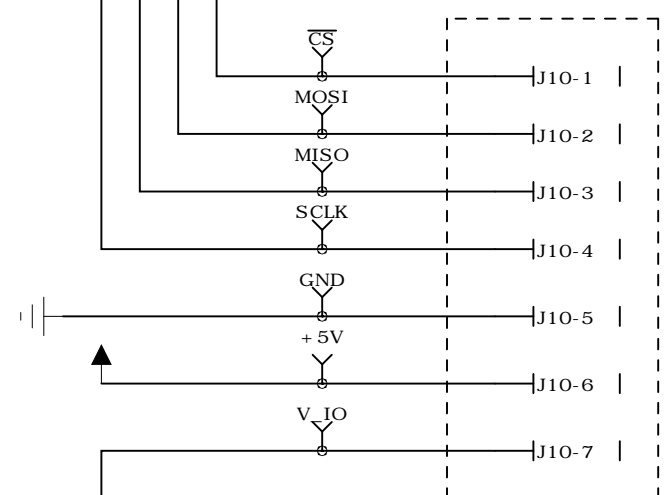 C̅S̅
J10-1
MOSI
J10-2
MISO
J10-3
SCLK
J10-4
GND
J10-5
+5V
J10-6
V_IO
J10-7